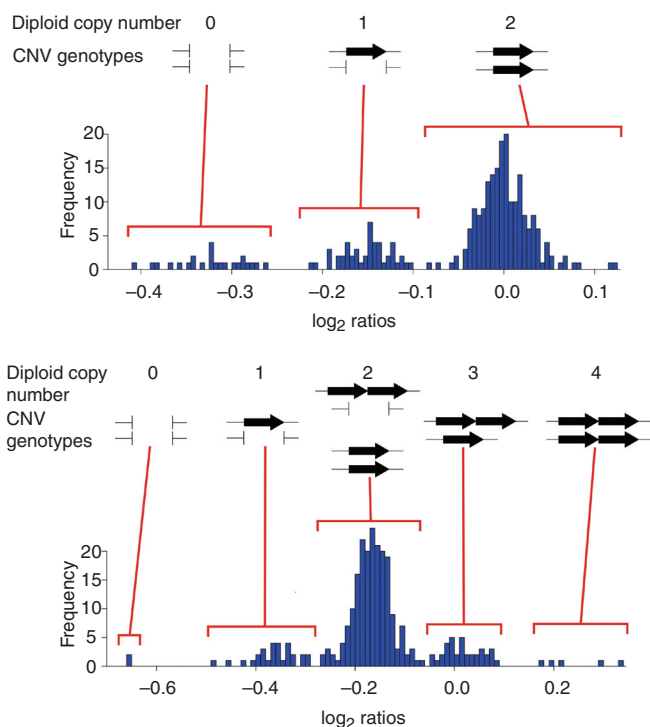 Diploid copy number 0 1 2
CNV genotypes
20
15
10
5
0
Frequency
−0.4 −0.3 −0.2 −0.1 0.0 0.1
log2 ratios
Diploid copy 0 1 2 3 4
number
CNV
genotypes
20
15
10
5
0
Frequency
−0.6 −0.4 −0.2 0.0 0.2
log2 ratios